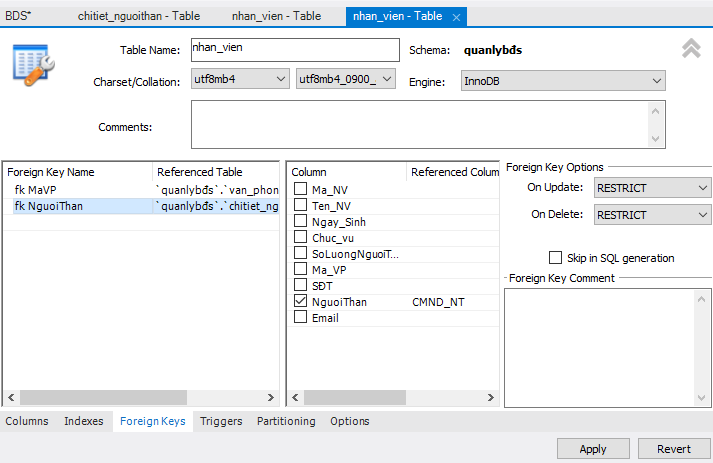 BDS* chitiet_nguoithan - Table nhan_vien - Table nhan_vien - Table
Table Name: nhan_vien Schema: quanlybđs
Charset/Collation: utf8mb4 utf8mb4_0900_ Engine: InnoDB
Comments:
Foreign Key Name Referenced Table
fk MaVP `quanlybđs`.`van_phon
fk NguoiThan `quanlybđs`.`chitiet_ng
Column Referenced Colum
Ma_NV
Ten_NV
Ngay_Sinh
Chuc_vu
SoLuongNguoiT...
Ma_VP
SĐT
NguoiThan CMND_NT
Email
Foreign Key Options
On Update: RESTRICT
On Delete: RESTRICT
Skip in SQL generation
Foreign Key Comment
Columns Indexes Foreign Keys Triggers Partitioning Options
Apply Revert